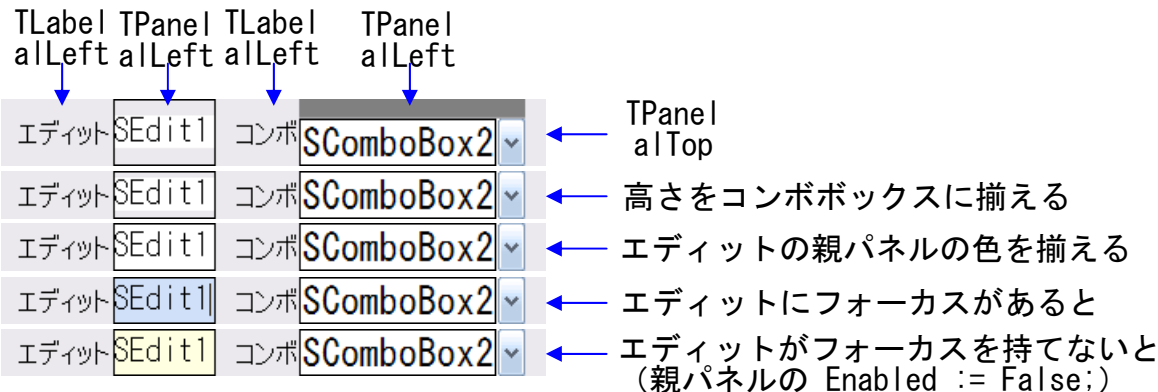 TLabel TPanel TLabel TPanel
alLeft alLeft alLeft alLeft
エディット SEdit1 コンボ SComboBox2 TPanel
alTop
エディット SEdit1 コンボ SComboBox2 高さをコンボボックスに揃える
エディット SEdit1 コンボ SComboBox2 エディットの親パネルの色を揃える
エディット SEdit1 コンボ SComboBox2 エディットにフォーカスがあると
エディット SEdit1 コンボ SComboBox2 エディットがフォーカスを持てないと
(親パネルの Enabled := False;)